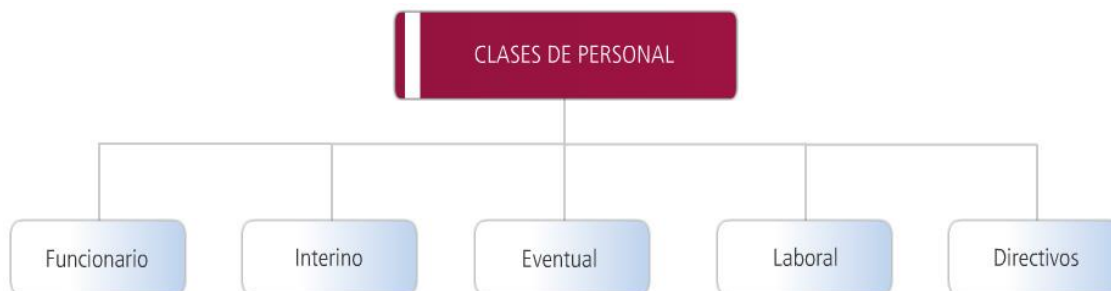 CLASES DE PERSONAL
Funcionario
Interino
Eventual
Laboral
Directivos